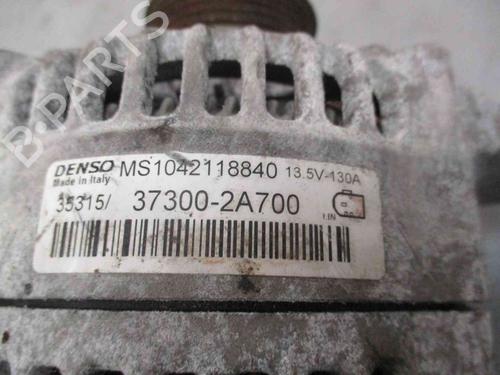 B-PARTS
DENSO MS1042118840 13.5V-130A
Made in Italy
35315/ 37300-2A700